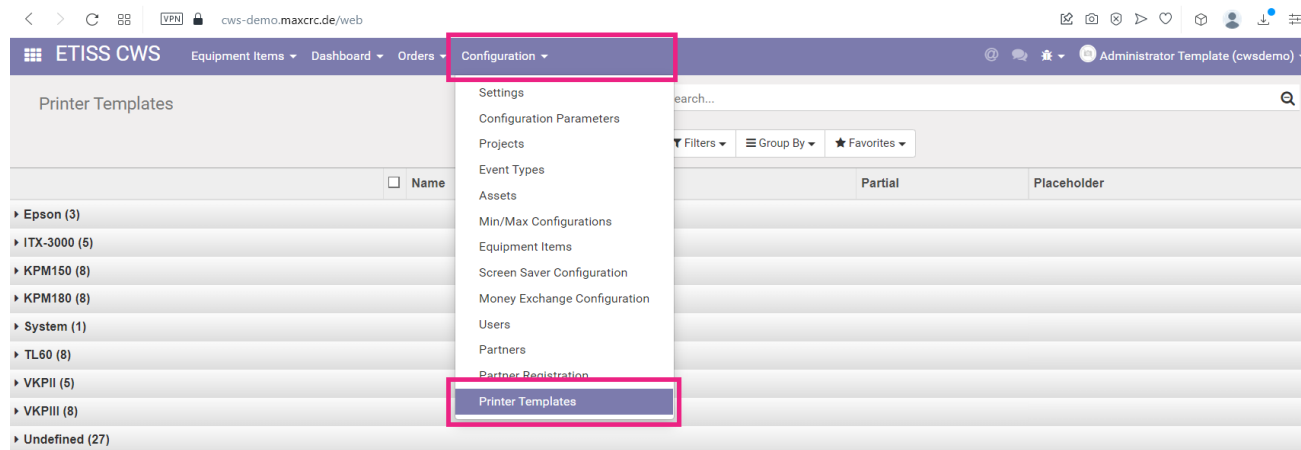 VPN cws-demo.maxcrc.de/web
ETISS CWS Equipment Items Dashboard Orders Configuration @ Administrator Template (cwsdemo)
Printer Templates
earch...
Filters Group By Favorites
Name Partial Placeholder
Settings
Configuration Parameters
Projects
Event Types
Assets
Min/Max Configurations
Equipment Items
Screen Saver Configuration
Money Exchange Configuration
Users
Partners
Partner Registration
Printer Templates
Epson (3)
ITX-3000 (5)
KPM150 (8)
KPM180 (8)
System (1)
TL60 (8)
VKPII (5)
VKPIII (8)
Undefined (27)